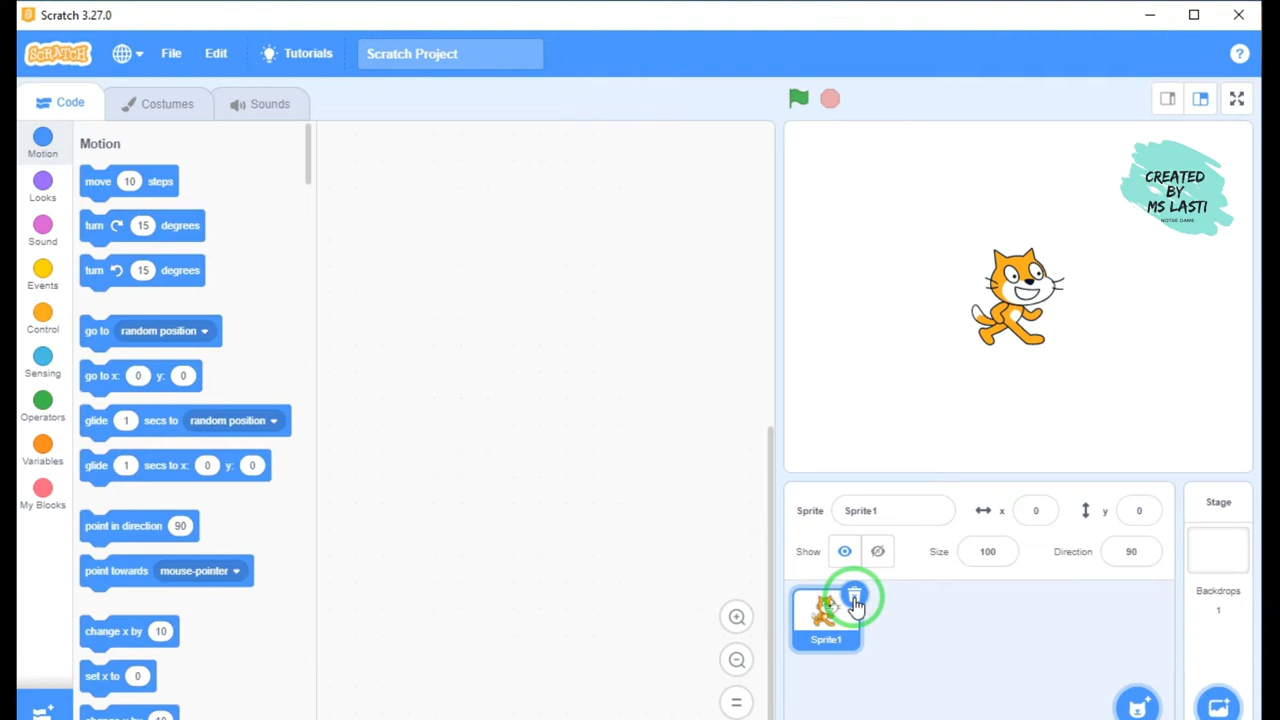 Scratch 3.27.0
SCRATCH
File
Edit
Tutorials
Scratch Project
?
Code
Costumes
Sounds
Motion
Looks
Sound
Events
Control
Sensing
Operators
Variables
My Blocks
Motion
move 10 steps
turn 15 degrees
turn 15 degrees
go to random position
go to x: 0 y: 0
glide 1 secs to random position
glide 1 secs to x: 0 y: 0
point in direction 90
point towards mouse-pointer
change x by 10
set x to 0
CREATED
BY
MS LASTI
NOTRE DAME
Sprite Sprite1 x 0 y 0
Show Size 100 Direction 90
Sprite1
Stage
Backdrops
1